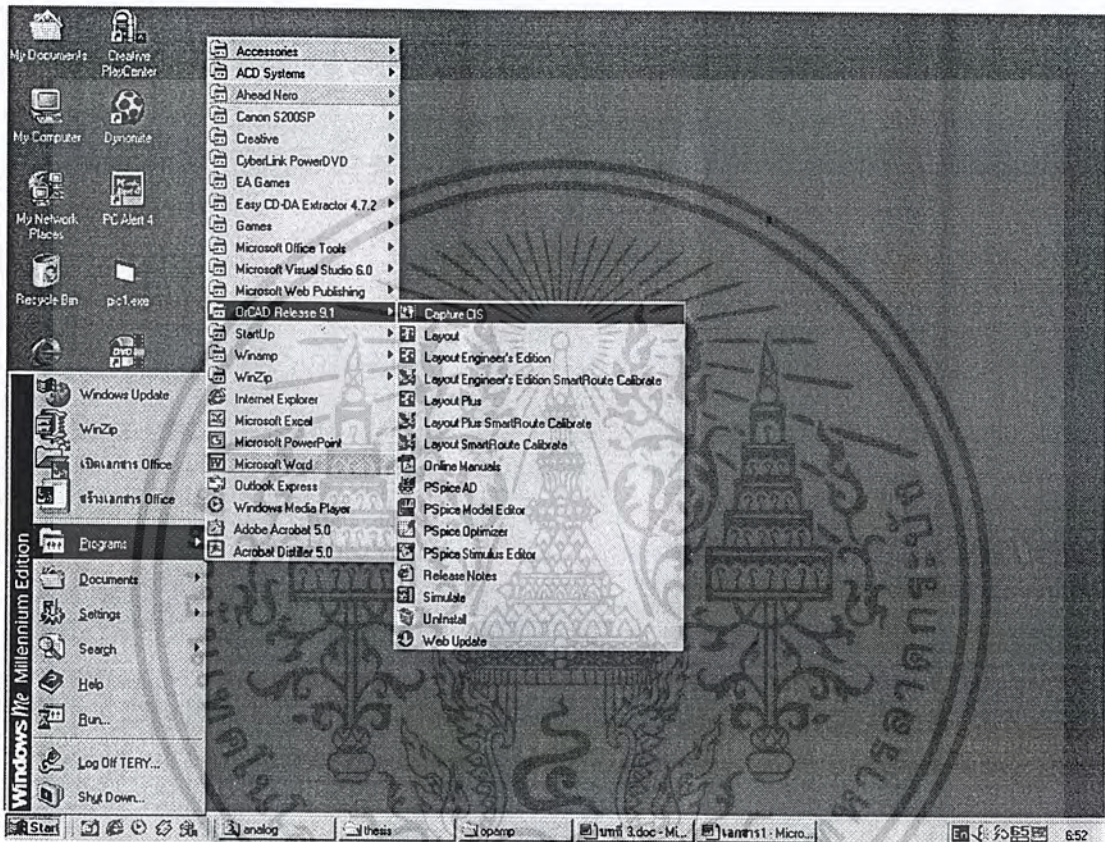 My Documents
Creative PlayCenter
My Computer
Dynomite
My Network Places
PC Alert 4
Recycle Bin
pic1.exe
Accessories
ACD Systems
Ahead Nero
Canon S200SP
Creative
CyberLink PowerDVD
EA Games
Easy CD-DA Extractor 4.7.2
Games
Microsoft Office Tools
Microsoft Visual Studio 6.0
Microsoft Web Publishing
OrCAD Release 9.1
StartUp
Winamp
WinZip
Internet Explorer
Microsoft Excel
Microsoft PowerPoint
Microsoft Word
Outlook Express
Windows Media Player
Adobe Acrobat 5.0
Acrobat Distiller 5.0
Capture CIS
Layout
Layout Engineer's Edition
Layout Engineer's Edition SmartRoute Calibrate
Layout Plus
Layout Plus SmartRoute Calibrate
Layout SmartRoute Calibrate
Online Manuals
PSpice AD
PSpice Model Editor
PSpice Optimizer
PSpice Stimulus Editor
Release Notes
Simulate
UnInstall
Web Update
Windows Update
WinZip
เปิดเอกสาร Office
สร้างเอกสาร Office
Programs
Documents
Settings
Search
Help
Run...
Log Off TERY...
Shut Down...
Windows Me Millennium Edition
Start
analog
thesis
opamp
บทที่ 3.doc - Mi...
เอกสาร1 - Micro...
En
6:52